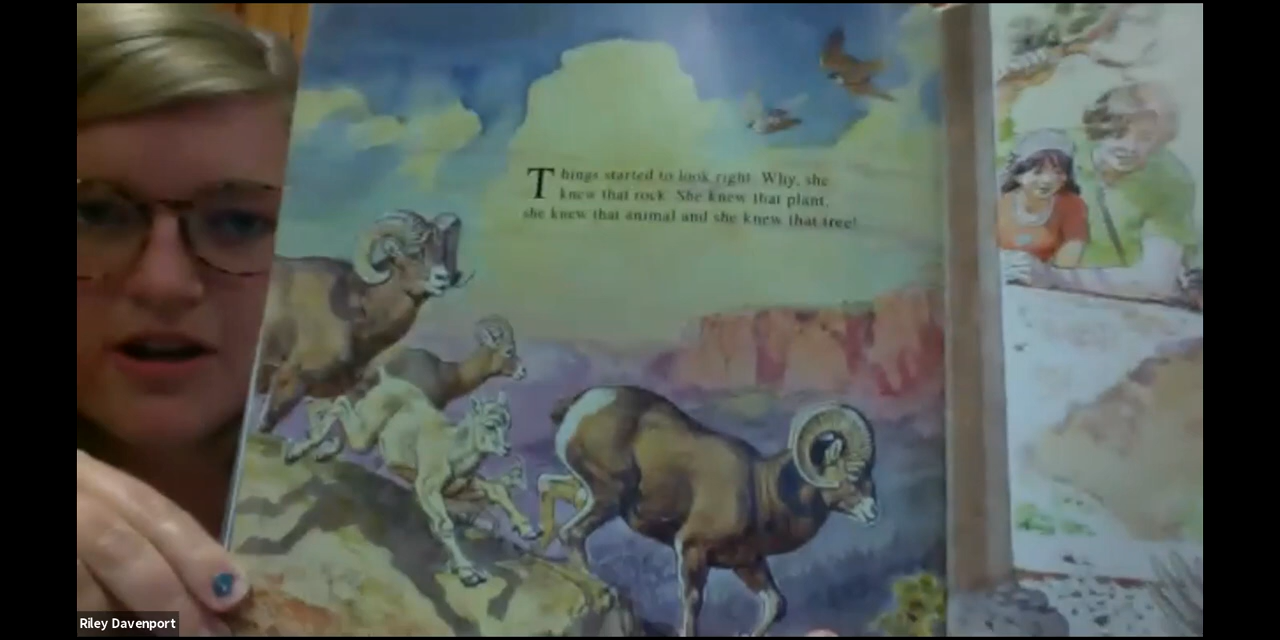 Things started to look right. Why, she
knew that rock. She knew that plant,
she knew that animal and she knew that tree!
Riley Davenport